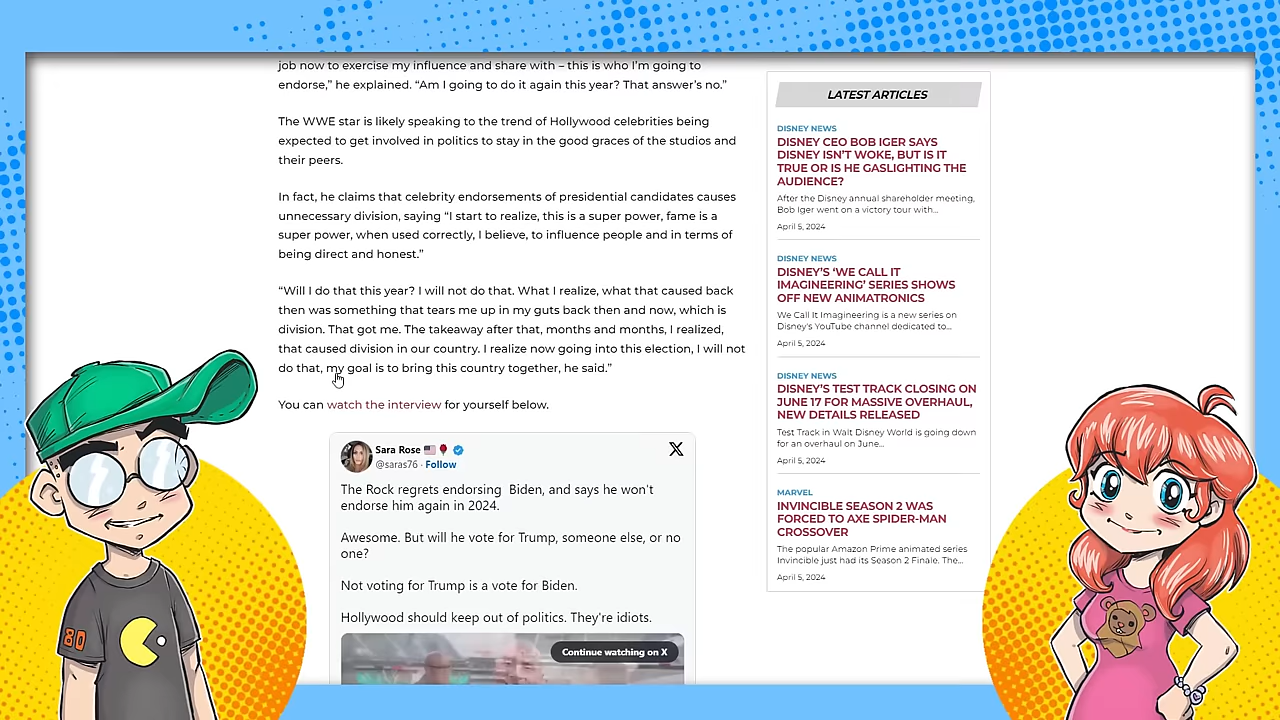 job now to exercise my influence and share with – this is who I'm going to
endorse," he explained. "Am I going to do it again this year? That answer's no."
The WWE star is likely speaking to the trend of Hollywood celebrities being
expected to get involved in politics to stay in the good graces of the studios and
their peers.
In fact, he claims that celebrity endorsements of presidential candidates causes
unnecessary division, saying "I start to realize, this is a super power, fame is a
super power, when used correctly, I believe, to influence people and in terms of
being direct and honest."
"Will I do that this year? I will not do that. What I realize, what that caused back
then was something that tears me up in my guts back then and now, which is
division. That got me. The takeaway after that, months and months, I realized,
that caused division in our country. I realize now going into this election, I will not
do that, my goal is to bring this country together, he said."
You can watch the interview for yourself below.
Sara Rose
@saras76 · Follow
The Rock regrets endorsing Biden, and says he won't
endorse him again in 2024.
Awesome. But will he vote for Trump, someone else, or no
one?
Not voting for Trump is a vote for Biden.
Hollywood should keep out of politics. They're idiots.
Continue watching on X
LATEST ARTICLES
DISNEY NEWS
DISNEY CEO BOB IGER SAYS
DISNEY ISN'T WOKE, BUT IS IT
TRUE OR IS HE GASLIGHTING THE
AUDIENCE?
After the Disney annual shareholder meeting,
Bob Iger went on a victory tour with...
April 5, 2024
DISNEY NEWS
DISNEY'S 'WE CALL IT
IMAGINEERING' SERIES SHOWS
OFF NEW ANIMATRONICS
We Call It Imagineering is a new series on
Disney's YouTube channel dedicated to...
April 5, 2024
DISNEY NEWS
DISNEY'S TEST TRACK CLOSING ON
JUNE 17 FOR MASSIVE OVERHAUL,
NEW DETAILS RELEASED
Test Track in Walt Disney World is going down
for an overhaul on June...
April 5, 2024
MARVEL
INVINCIBLE SEASON 2 WAS
FORCED TO AXE SPIDER-MAN
CROSSOVER
The popular Amazon Prime animated series
Invincible just had its Season 2 Finale. The...
April 5, 2024
80